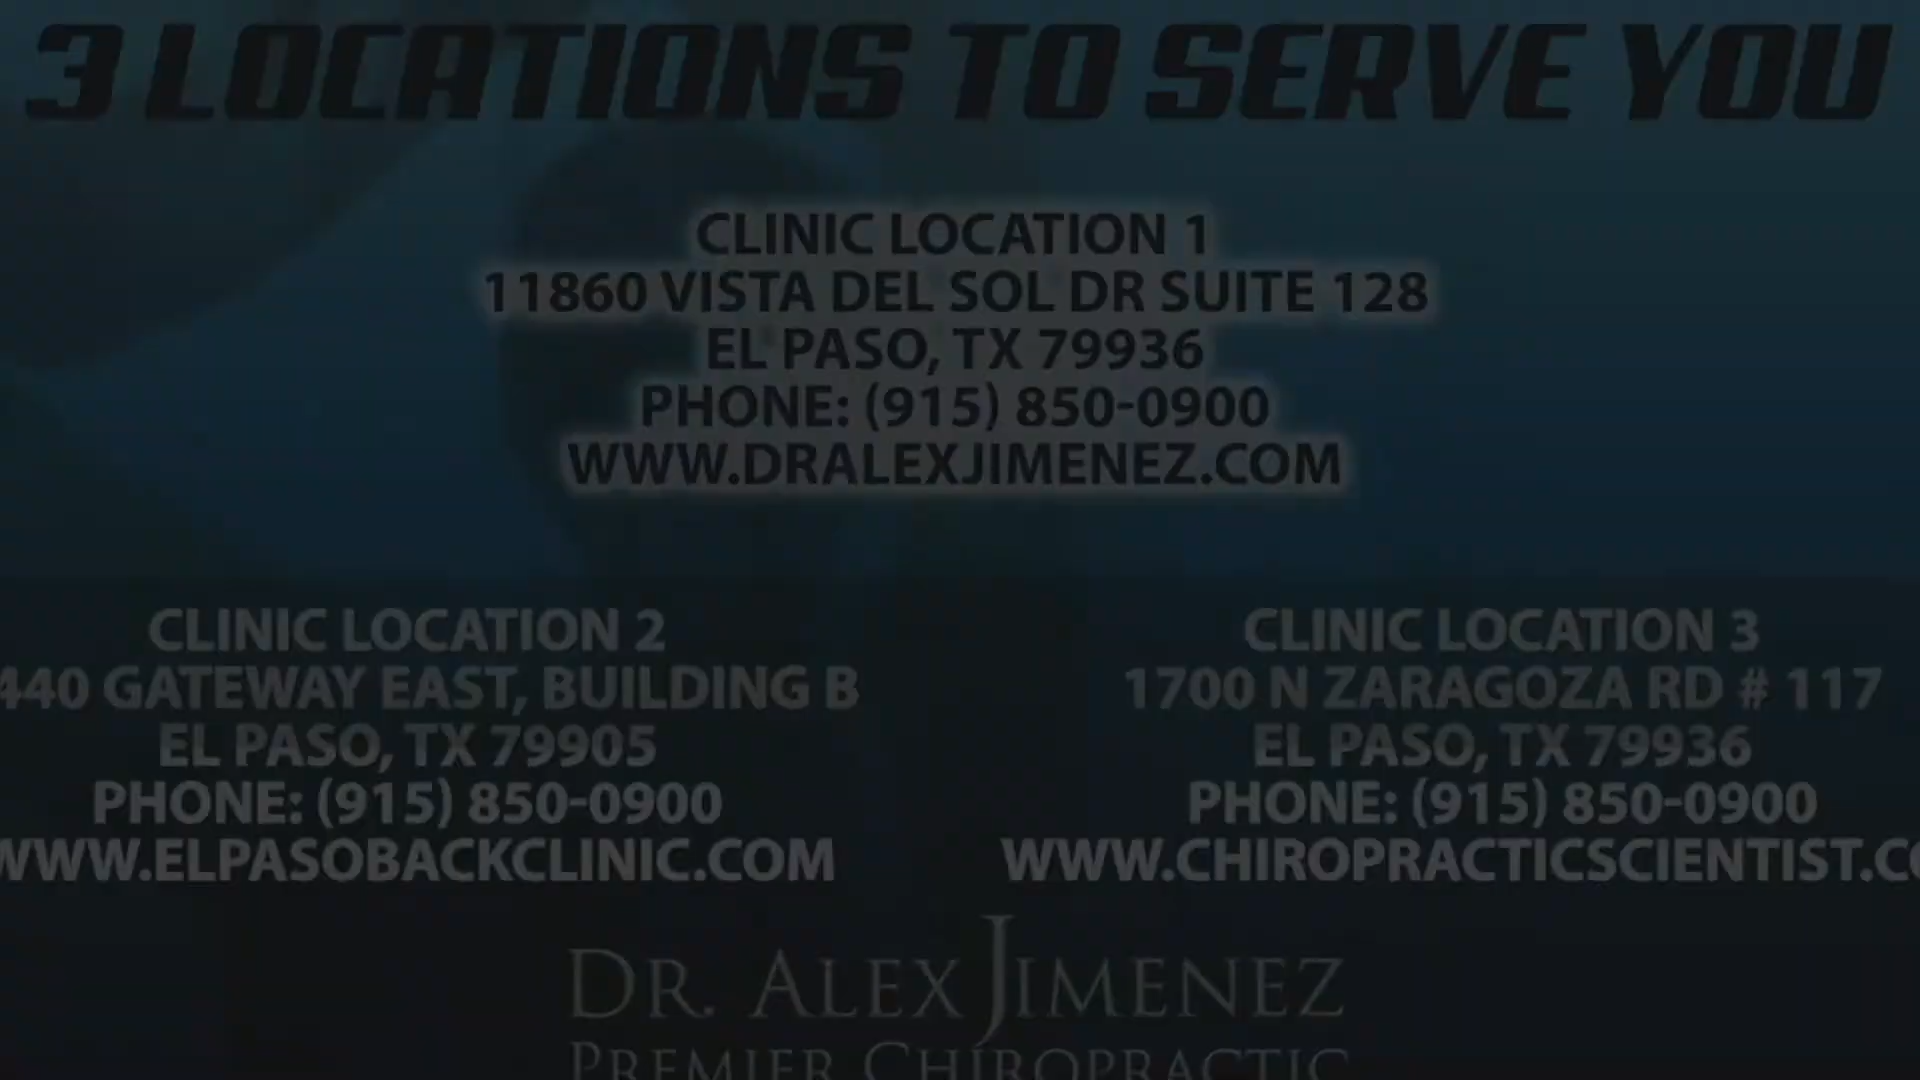 3 LOCATIONS TO SERVE YOU
CLINIC LOCATION 1
11860 VISTA DEL SOL DR SUITE 128
EL PASO, TX 79936
PHONE: (915) 850-0900
WWW.DRALEXJIMENEZ.COM
CLINIC LOCATION 2
440 GATEWAY EAST, BUILDING B
EL PASO, TX 79905
PHONE: (915) 850-0900
WWW.ELPASOBACKCLINIC.COM
CLINIC LOCATION 3
1700 N ZARAGOZA RD # 117
EL PASO, TX 79936
PHONE: (915) 850-0900
WWW.CHIROPRACTICSCIENTIST.CO
DR. ALEX JIMENEZ
PREMIER CHIROPRACTIC